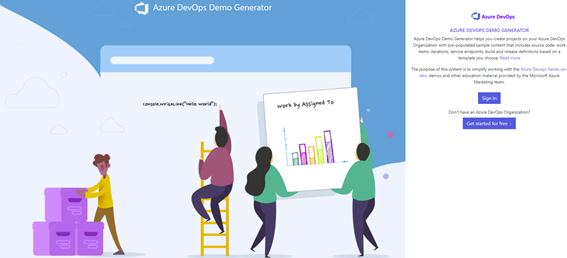 Azure DevOps Demo Generator
console.writeLine("Hello World");
Work by Assigned To
Azure DevOps
AZURE DEVOPS DEMO GENERATOR
Azure DevOps Demo Generator helps you create projects on your Azure DevOps
Organization with pre-populated sample content that includes source code, work
items, iterations, service endpoints, build and release definitions based on a
template you choose. Read more
The purpose of this system is to simplify working with the Azure Devops hands-on-
labs, demos and other education material provided by the Microsoft Azure
Marketing team.
Sign In
Don't have an Azure DevOps Organization?
Get started for free >